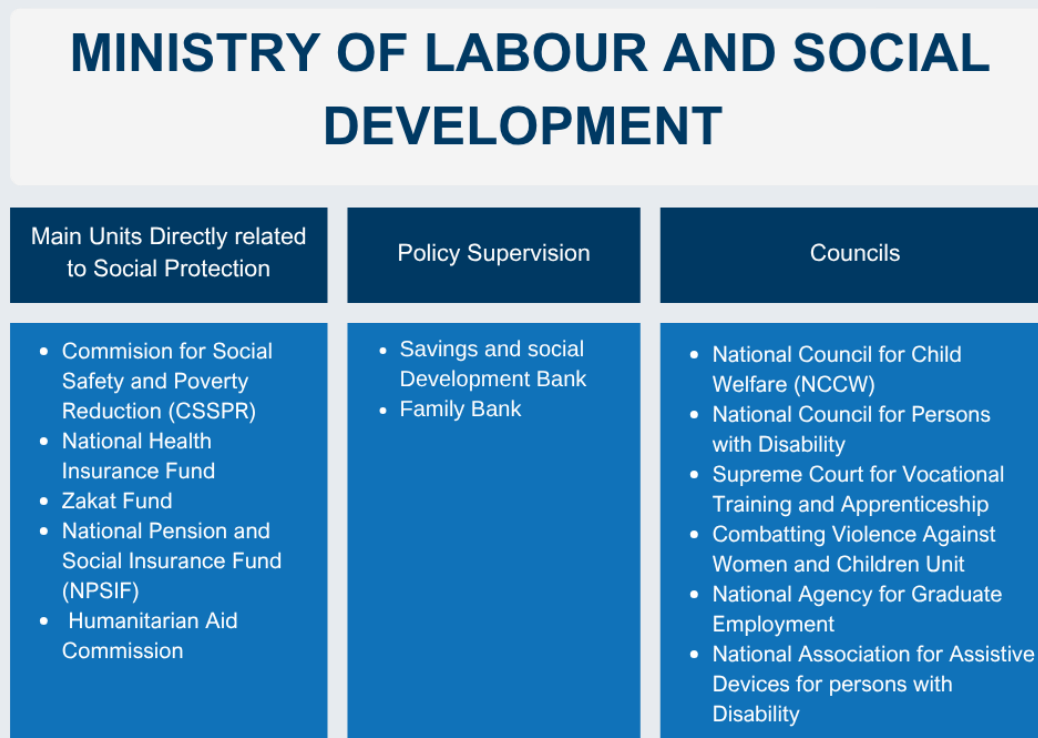 MINISTRY OF LABOUR AND SOCIAL
DEVELOPMENT
Main Units Directly related
to Social Protection
Commision for Social
Safety and Poverty
Reduction (CSSPR)
National Health
Insurance Fund
Zakat Fund
National Pension and
Social Insurance Fund
(NPSIF)
Humanitarian Aid
Commission
Policy Supervision
Savings and social
Development Bank
Family Bank
Councils
National Council for Child
Welfare (NCCW)
National Council for Persons
with Disability
Supreme Court for Vocational
Training and Apprenticeship
Combatting Violence Against
Women and Children Unit
National Agency for Graduate
Employment
National Association for Assistive
Devices for persons with
Disability